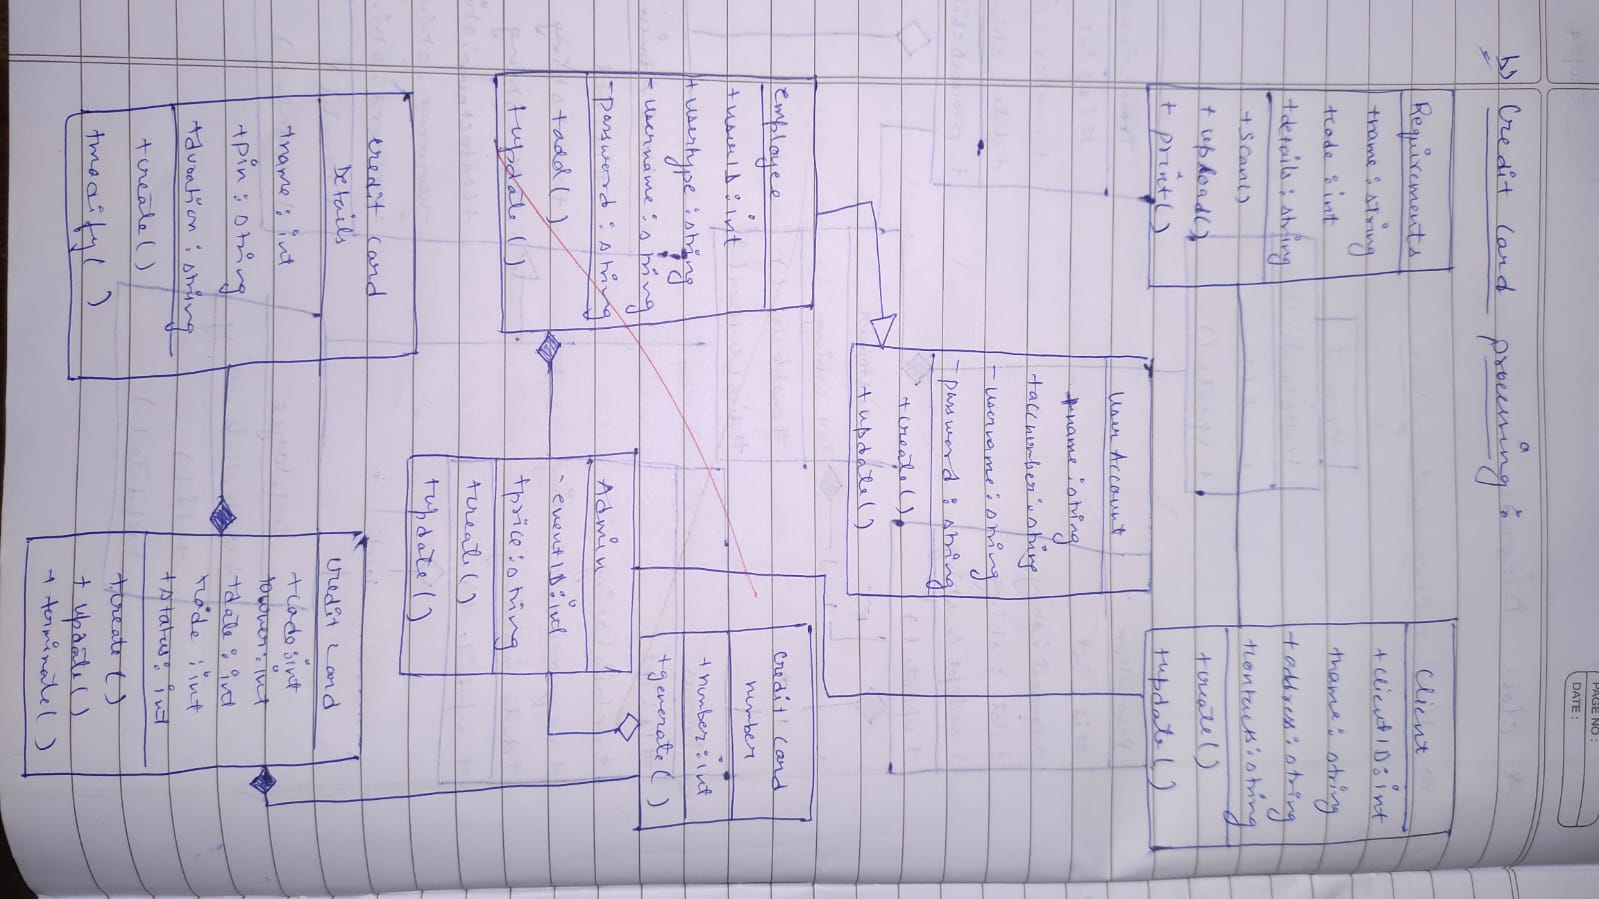 b) Credit Card processing :
PAGE NO :
DATE :
Requirements
+name : string
+code : int
+details : string
+scan()
+upload()
+print()
Client
+clientID : int
+name : string
+address : string
+contact : string
+create()
+update()
User Account
+name : string
+accnumber : string
-username : string
-password : string
+create()
+update()
Employee
+userID : int
+usertype : string
-username : string
-password : string
+add()
+update()
Credit Card
number
+number : int
+generate()
Admin
-eventID : int
+price : string
+create()
+update()
Credit Card
Details
+name : int
+pin : string
+duration : string
+create()
+modify()
Credit Card
+code : int
+date : int
+code : int
+status : int
+create()
+update()
+terminate()